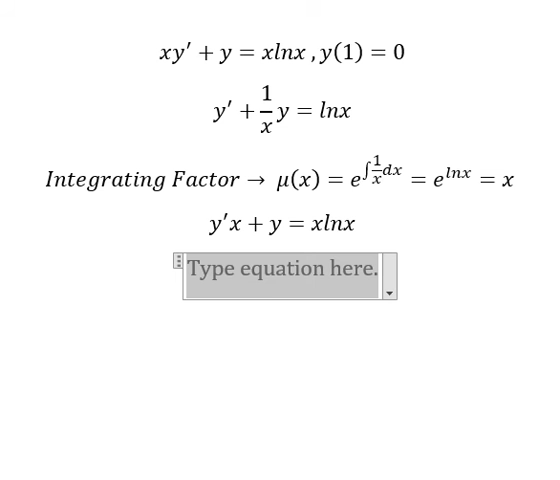 xy′ + y = xlnx , y(1) = 0
y′ + 1/x y = lnx
Integrating Factor → μ(x) = e^∫1/x dx = e^lnx = x
y′x + y = xlnx
Type equation here.